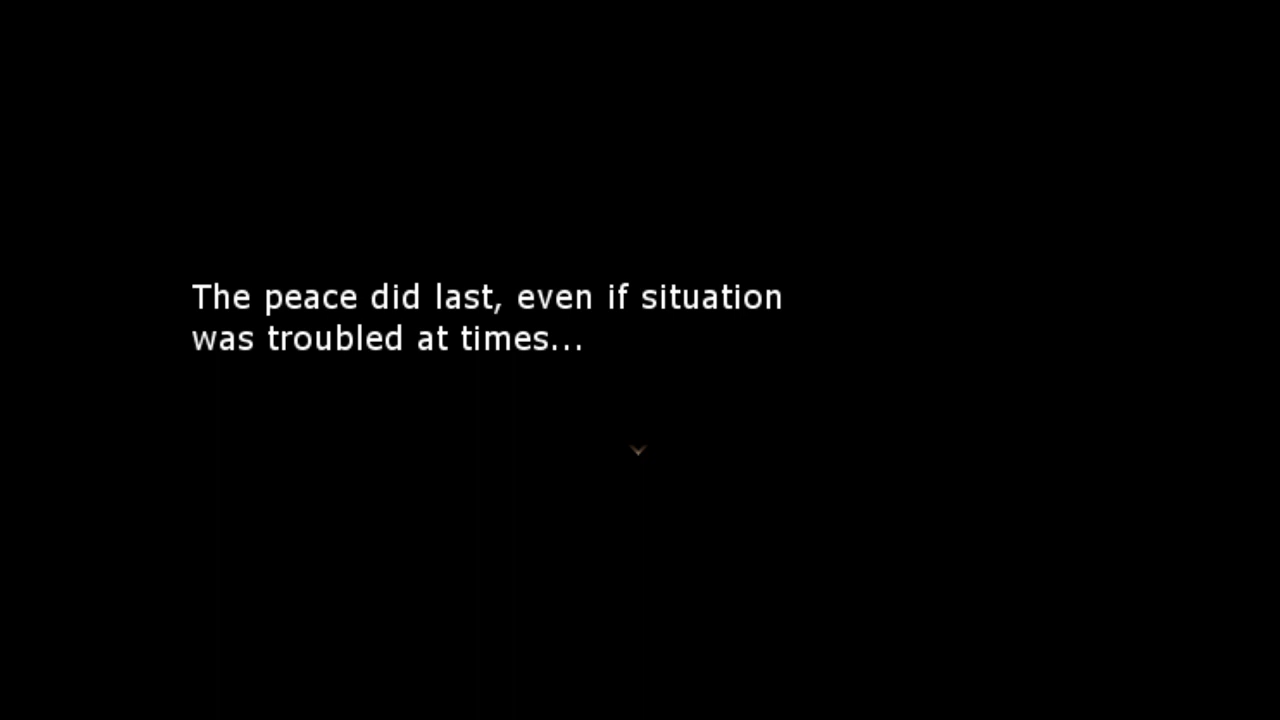 The peace did last, even if situation
was troubled at times...